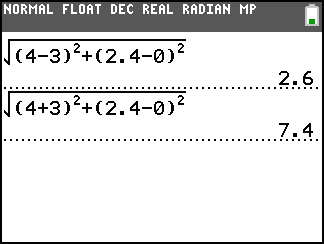 NORMAL FLOAT DEC REAL RADIAN MP
√(4-3)²+(2.4-0)²
2.6
√(4+3)²+(2.4-0)²
7.4